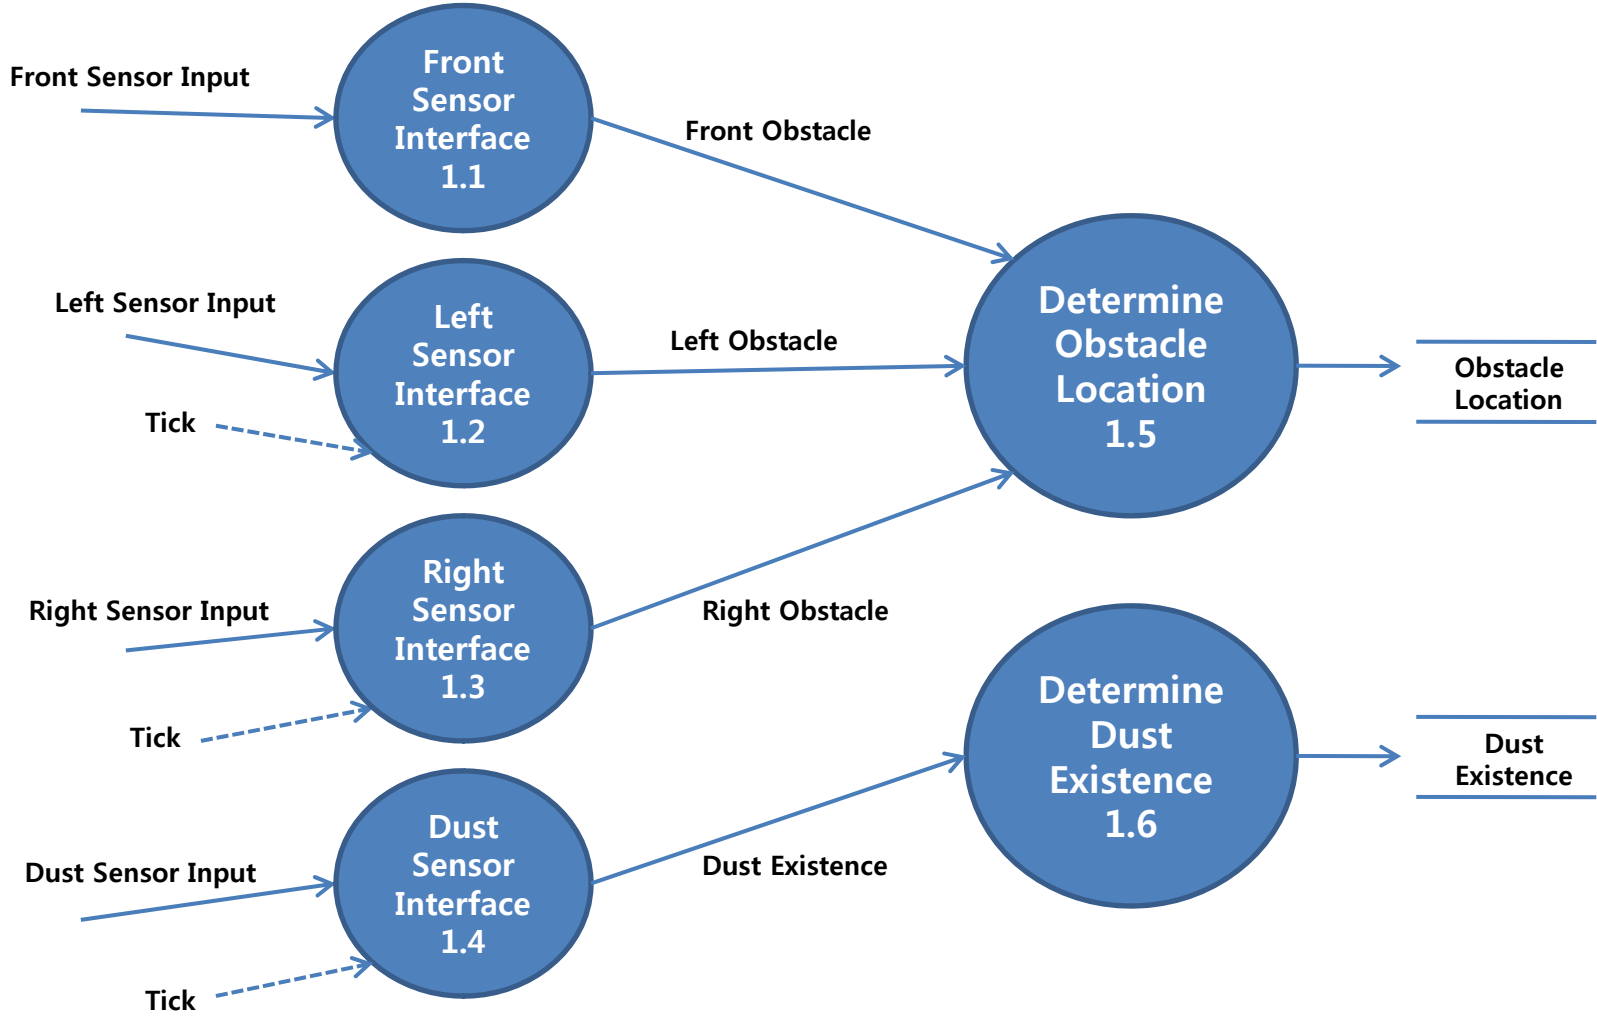 Front Sensor Input
Front
Sensor
Interface
1.1
Front Obstacle
Left Sensor Input
Tick
Left
Sensor
Interface
1.2
Left Obstacle
Determine
Obstacle
Location
1.5
Obstacle
Location
Right Sensor Input
Tick
Right
Sensor
Interface
1.3
Right Obstacle
Determine
Dust
Existence
1.6
Dust
Existence
Dust Sensor Input
Tick
Dust
Sensor
Interface
1.4
Dust Existence